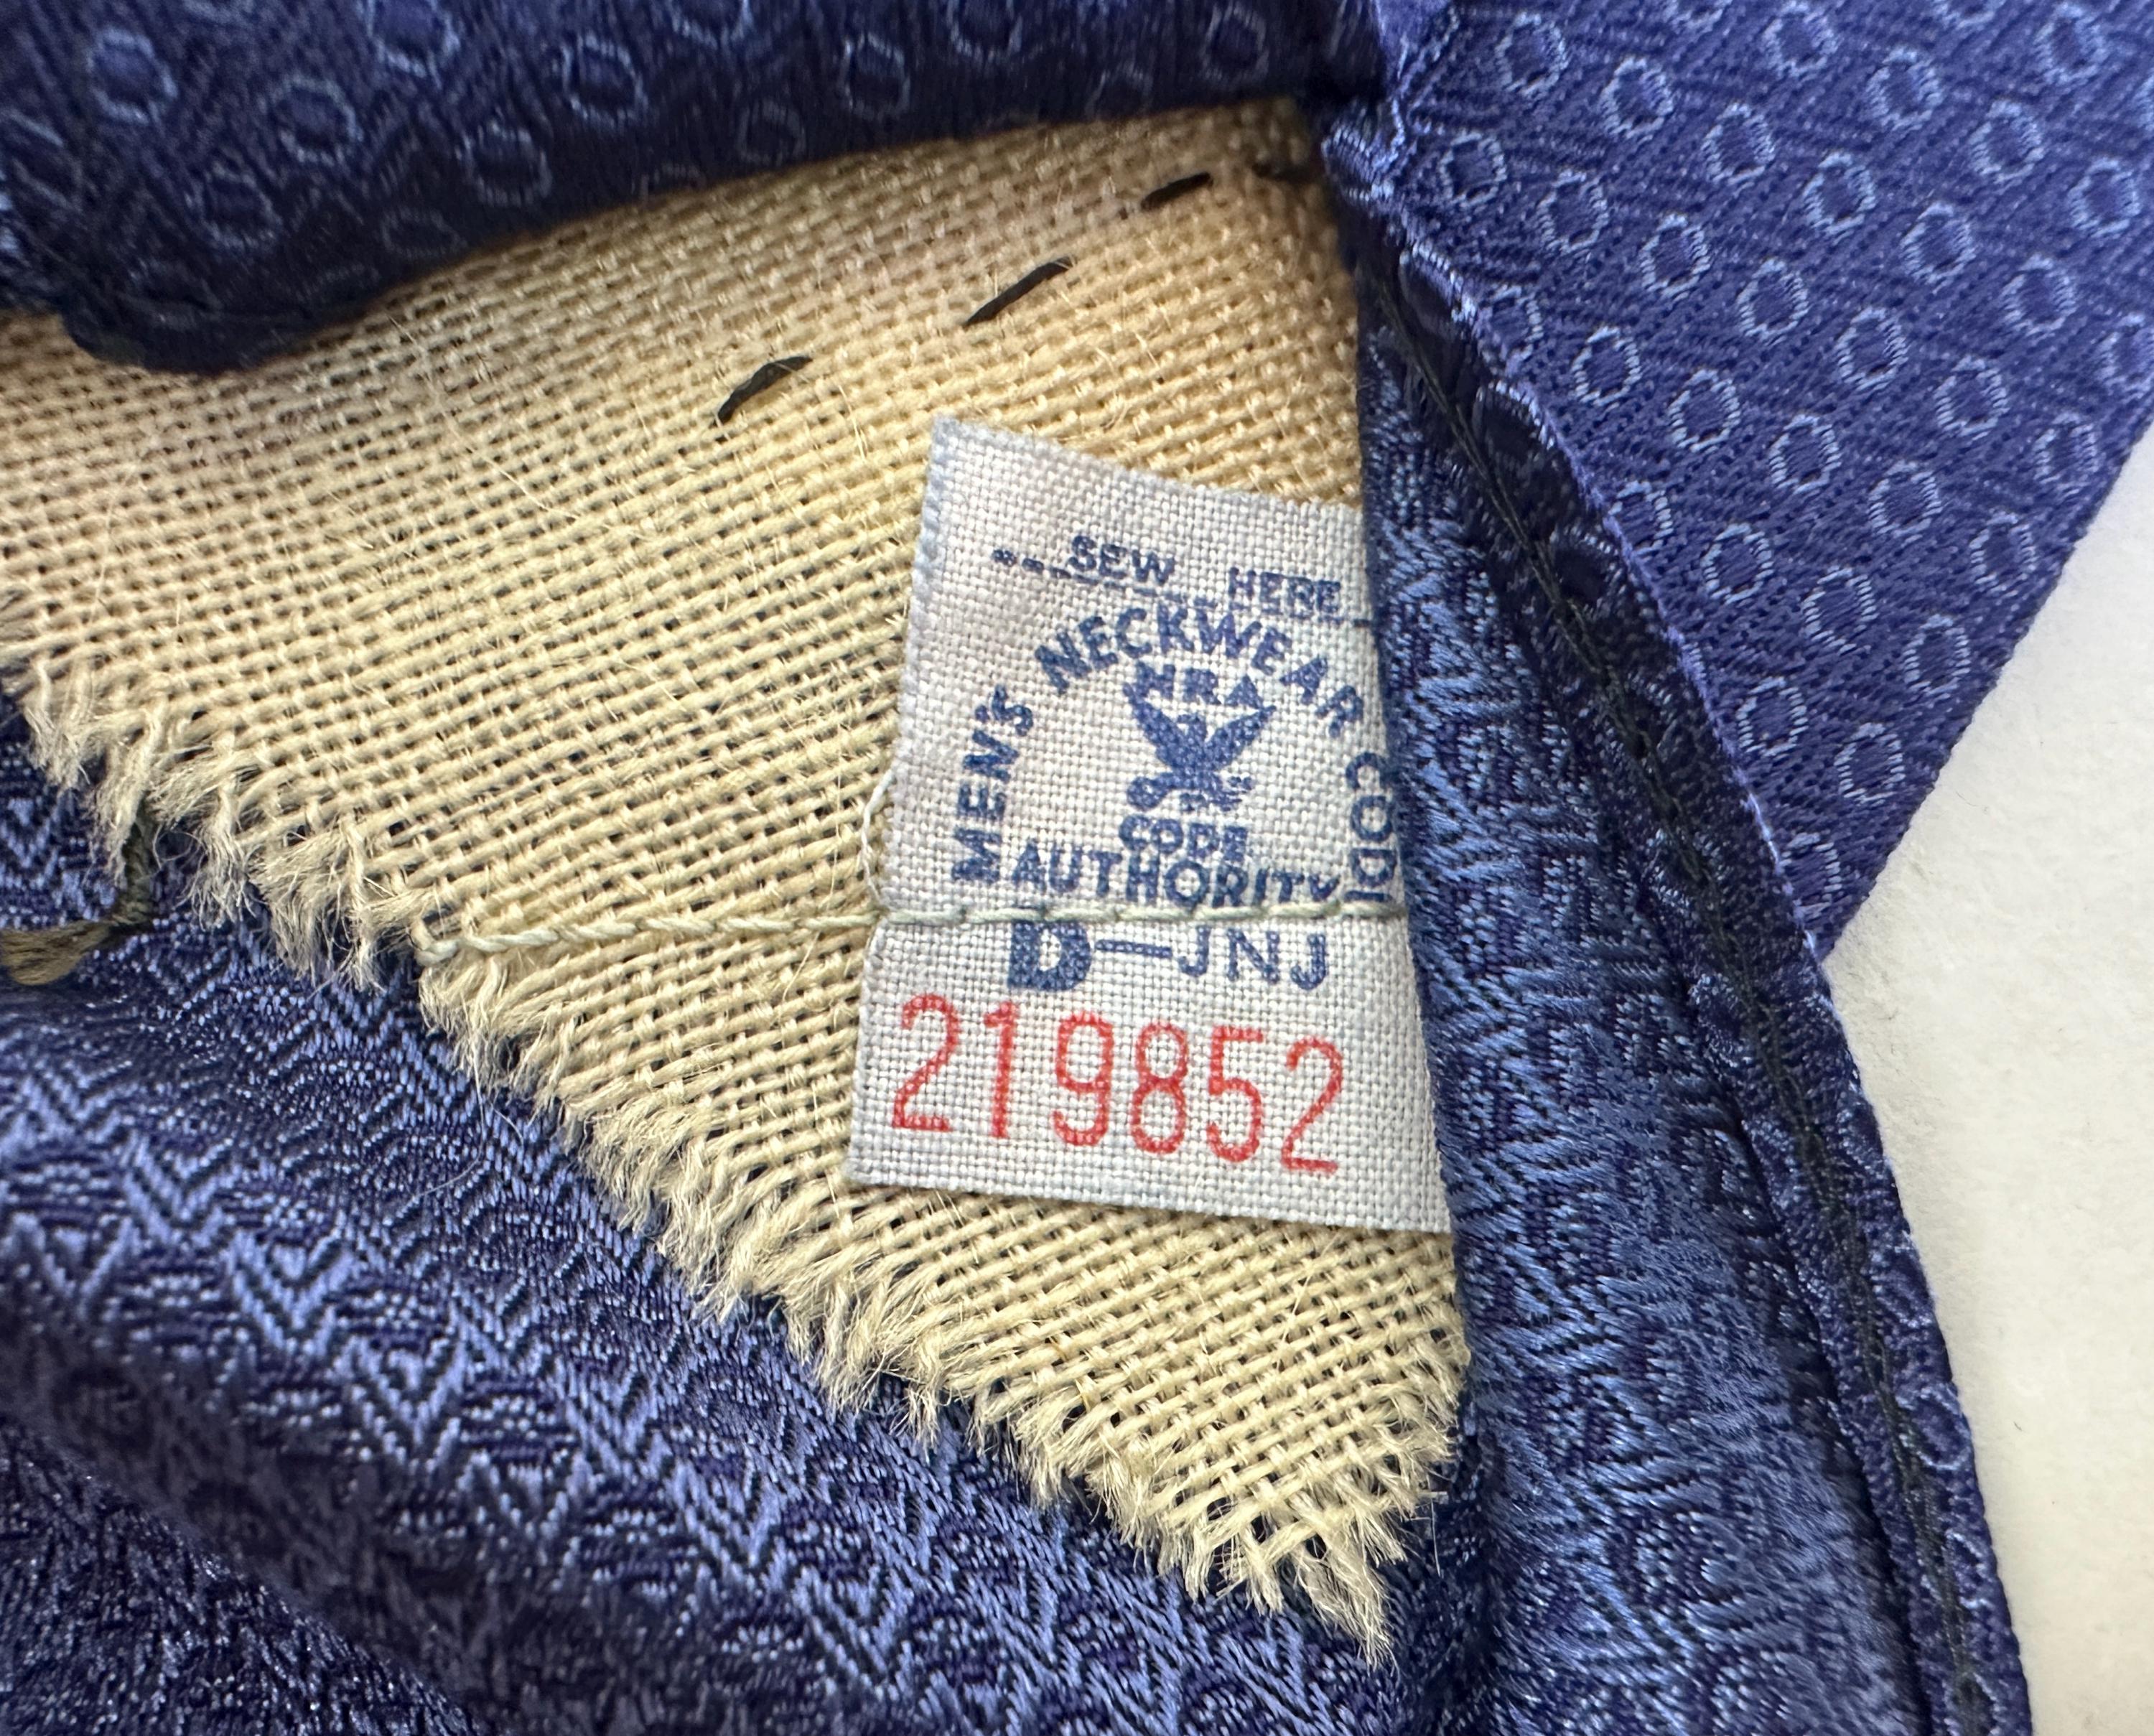 SEW HERE
MEN'S NECKWEAR CODE
NRA
CODE
AUTHORITY
D—JNJ
219852